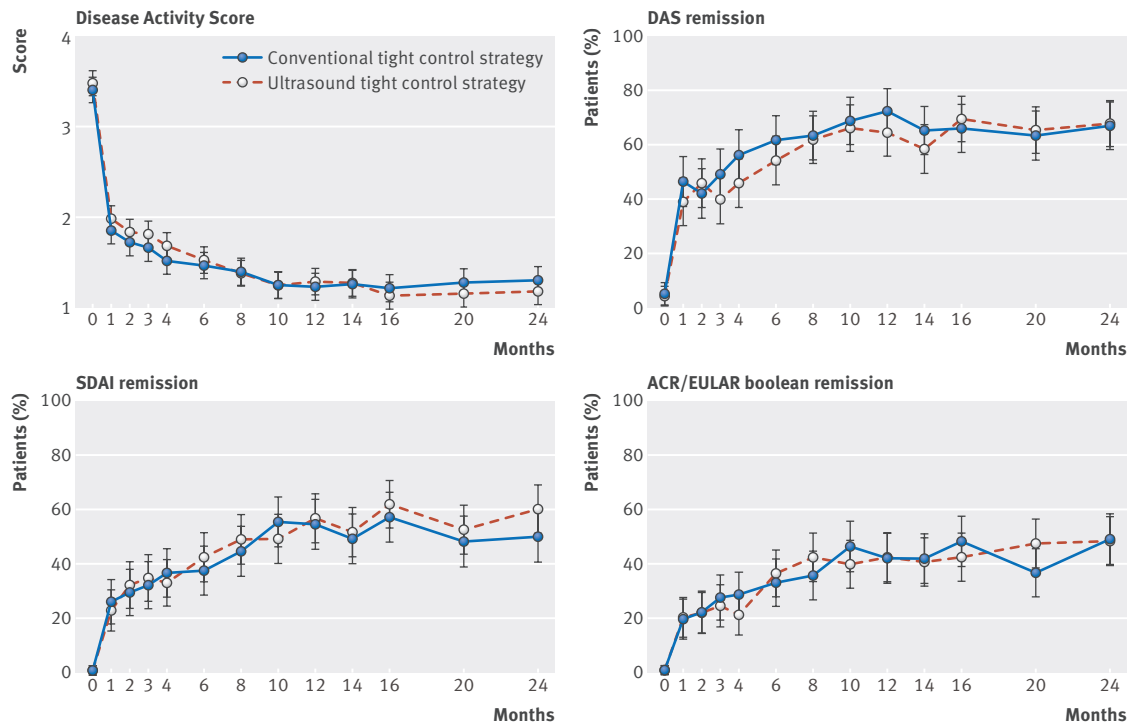 Disease Activity Score
Score
4
3
2
1
Conventional tight control strategy
Ultrasound tight control strategy
0 1 2 3 4 6 8 10 12 14 16 20 24
Months
DAS remission
Patients (%)
100
80
60
40
20
0
0 1 2 3 4 6 8 10 12 14 16 20 24
Months
SDAI remission
Patients (%)
100
80
60
40
20
0
0 1 2 3 4 6 8 10 12 14 16 20 24
Months
ACR/EULAR boolean remission
Patients (%)
100
80
60
40
20
0
0 1 2 3 4 6 8 10 12 14 16 20 24
Months